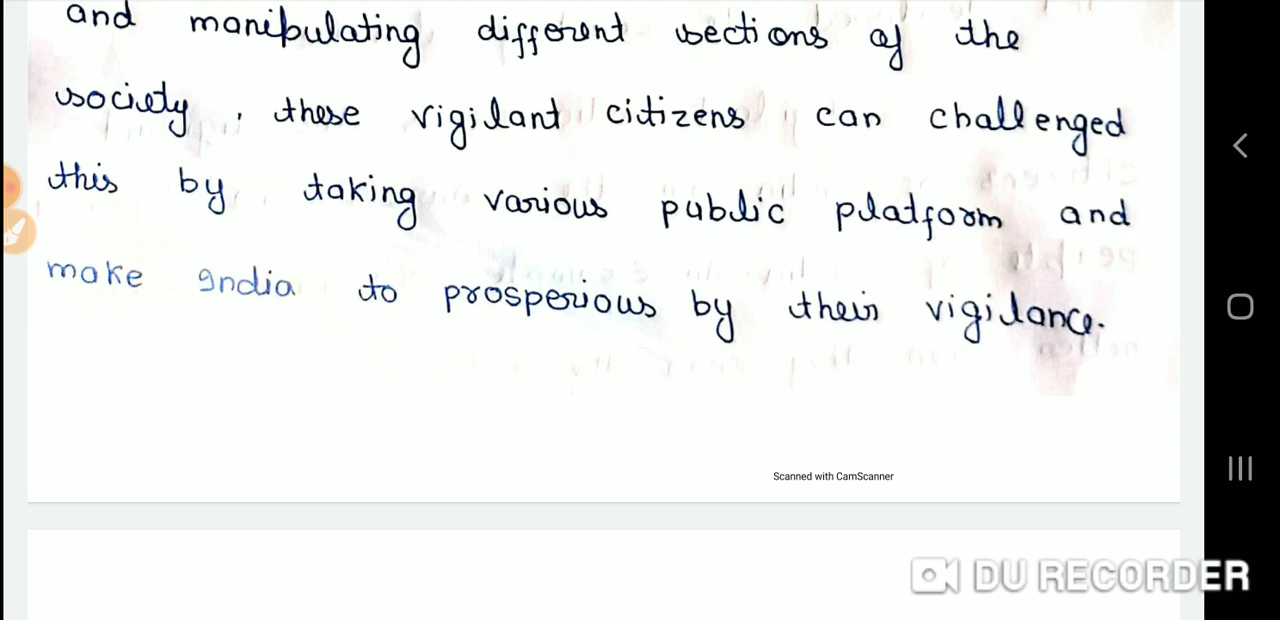 and manipulating different sections of the
society, these vigilant citizens can challenged
this by taking various public platform and
make India to prosperious by their vigilance.
Scanned with CamScanner
DU RECORDER